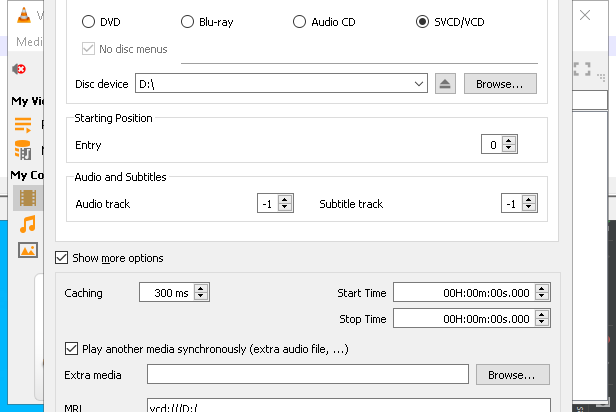 V
DVD Blu-ray Audio CD SVCD/VCD
Medi
No disc menus
Disc device D:\ Browse...
My Vi
Starting Position
Entry 0
My Co
Audio and Subtitles
Audio track -1 Subtitle track -1
Show more options
Caching 300 ms Start Time 00H:00m:00s.000
Stop Time 00H:00m:00s.000
Play another media synchronously (extra audio file, ...)
Extra media Browse...
MRL vcd:///D:/